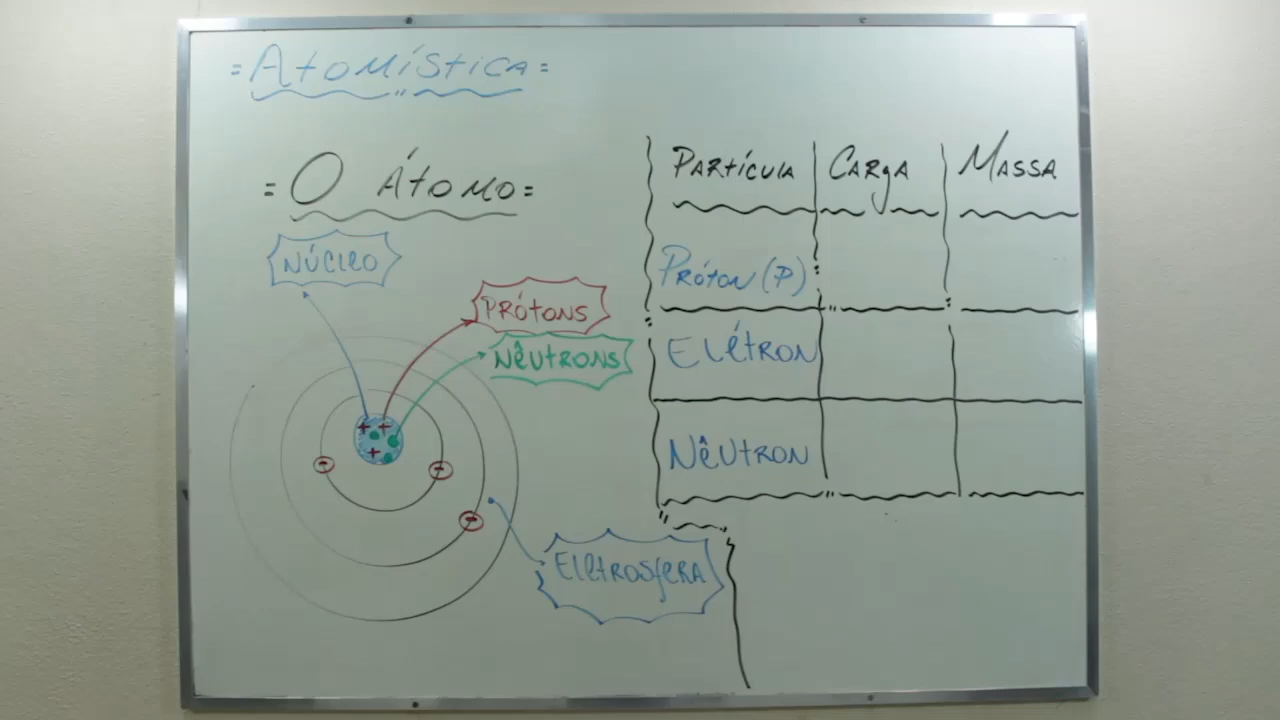 =Atomística=
=O Átomo=
Núcleo
Prótons
Nêutrons
Eletrosfera
Partícula Carga Massa
Próton (P)
Elétron
Nêutron